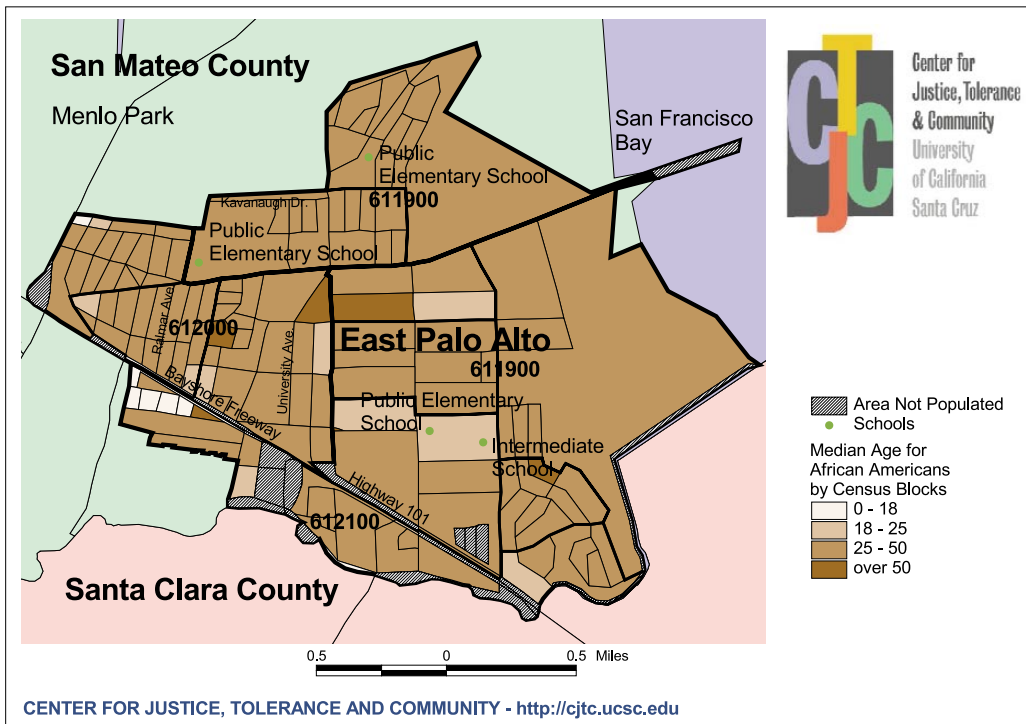 San Mateo County
Menlo Park
San Francisco
Bay
Public
Elementary School
611900
Kavanaugh Dr.
Public
Elementary School
Ralmar Ave.
612000
University Ave.
East Palo Alto
611900
Bayshore Freeway
Public Elementary
School
Intermediate
School
Highway 101
612100
Santa Clara County
0.5 0 0.5 Miles
CENTER FOR JUSTICE, TOLERANCE AND COMMUNITY - http://cjtc.ucsc.edu
CTJC
Center for
Justice, Tolerance
& Community
University
of California
Santa Cruz
Area Not Populated
Schools
Median Age for
African Americans
by Census Blocks
0 - 18
18 - 25
25 - 50
over 50